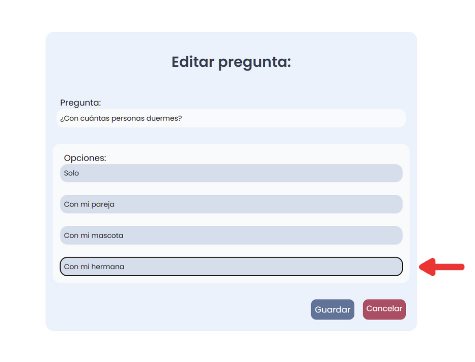 Editar pregunta:
Pregunta:
¿Con cuántas personas duermes?
Opciones:
Solo
Con mi pareja
Con mi mascota
Con mi hermana
Guardar
Cancelar